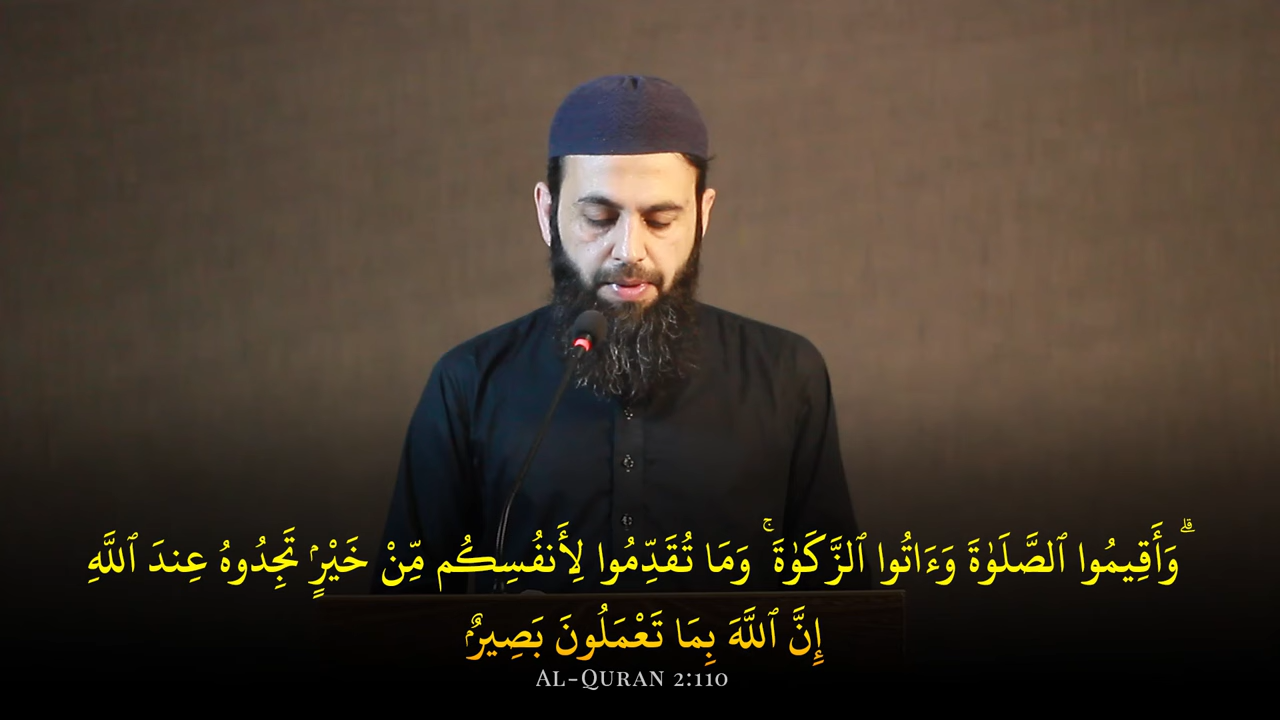 وَأَقِيمُوا ٱلصَّلَوٰةَ وَءَاتُوا ٱلزَّكَوٰةَ ۚ وَمَا تُقَدِّمُوا لِأَنفُسِكُم مِّنْ خَيْرٍۢ تَجِدُوهُ عِندَ ٱللَّهِ ۗ
إِنَّ ٱللَّهَ بِمَا تَعْمَلُونَ بَصِيرٌۭ
AL-QURAN 2:110